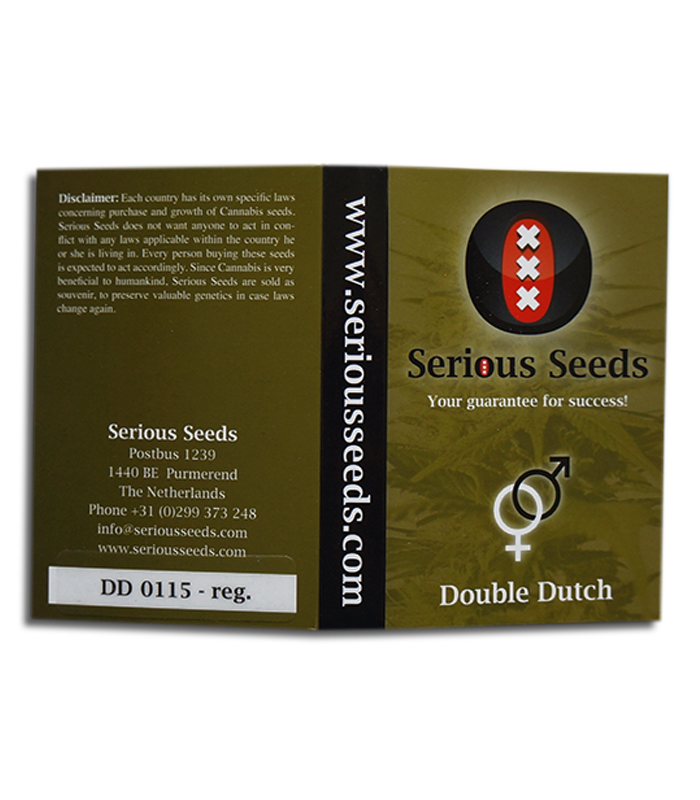 Disclaimer: Each country has its own specific laws
concerning purchase and growth of Cannabis seeds.
Serious Seeds does not want anyone to act in con-
flict with any laws applicable within the country he
or she is living in. Every person buying these seeds
is expected to act accordingly. Since Cannabis is very
beneficial to humankind, Serious Seeds are sold as
souvenir, to preserve valuable genetics in case laws
change again.
Serious Seeds
Postbus 1239
1440 BE Purmerend
The Netherlands
Phone +31 (0)299 373 248
info@seriousseeds.com
www.seriousseeds.com
DD 0115 - reg.
www.seriousseeds.com
Serious Seeds
Your guarantee for success!
Double Dutch